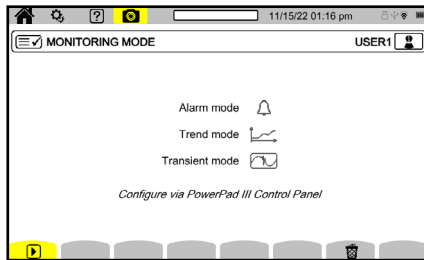 ?
11/15/22 01:16 pm
MONITORING MODE
USER1
Alarm mode
Trend mode
Transient mode
Configure via PowerPad III Control Panel